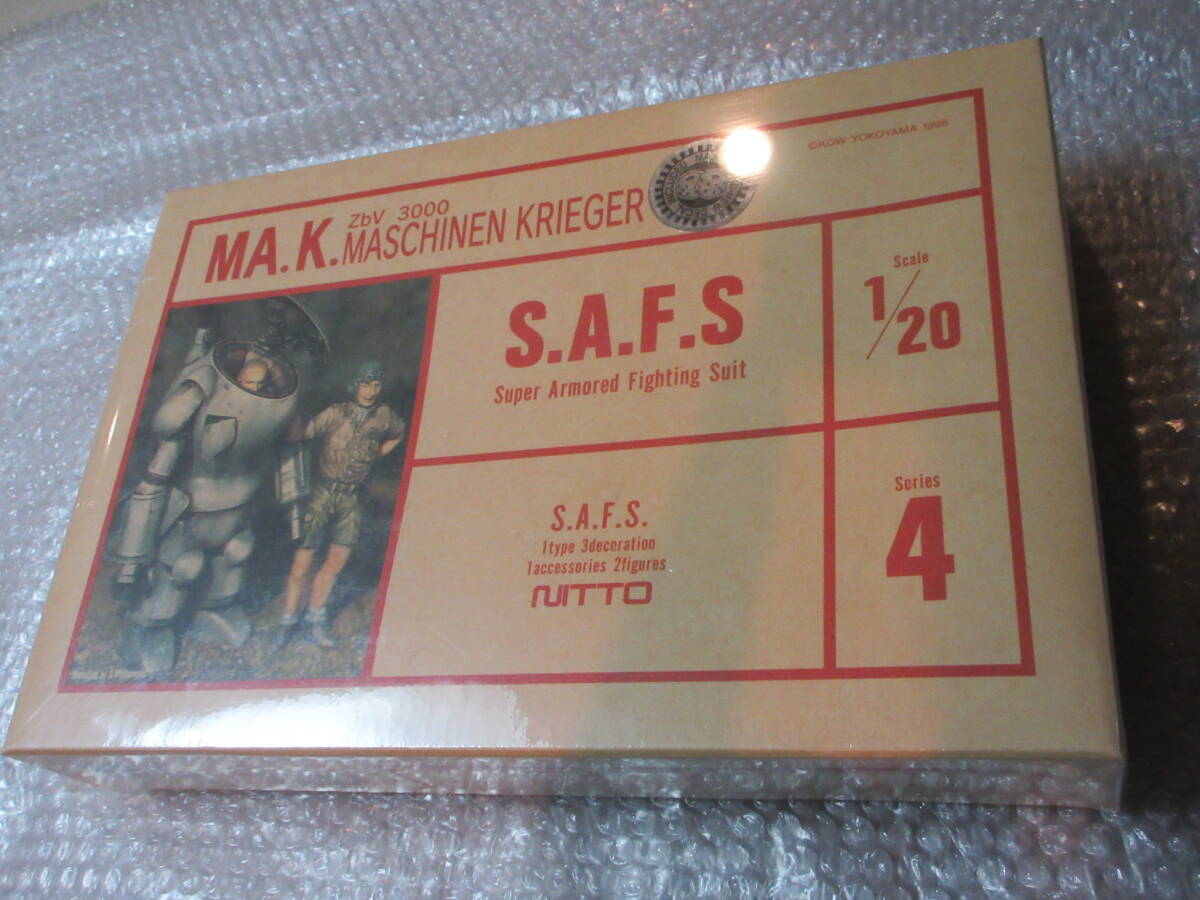 ©KOW YOKOYAMA 1998
ZbV 3000
MA.K. MASCHINEN KRIEGER
S.A.F.S
Super Armored Fighting Suit
Scale
1/20
S.A.F.S.
1type 3decoration
1accessories 2figures
NITTO
Series
4